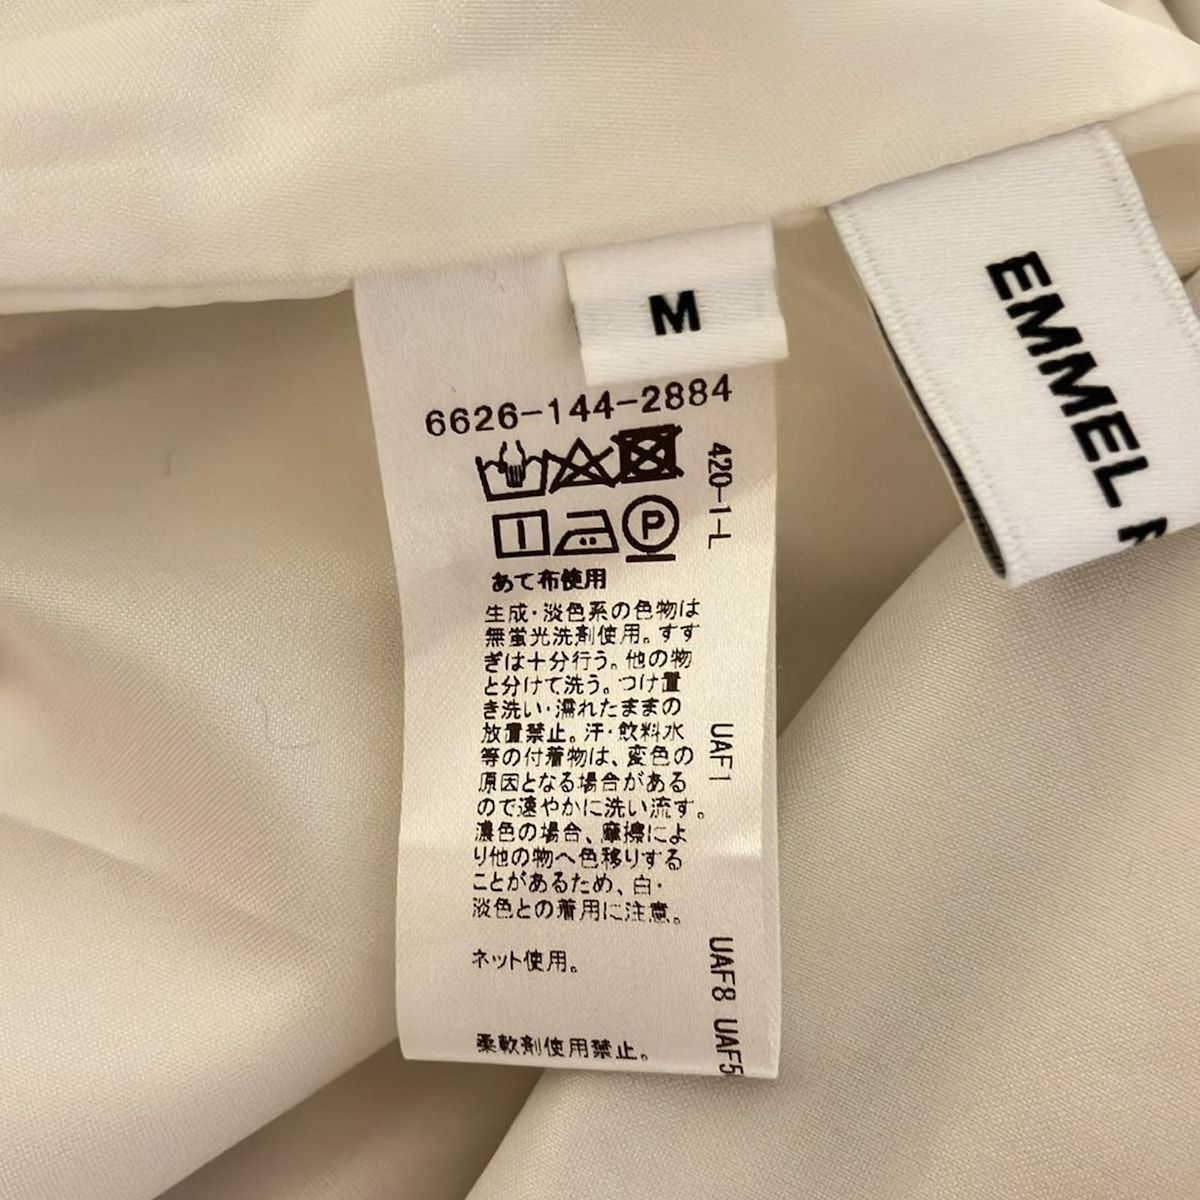 M
EMMEL
6626-144-2884
P
420-1-L
あて布使用
生成・淡色系の色物は
無蛍光洗剤使用。すす
ぎは十分行う。他の物
と分けて洗う。つけ置
き洗い・濡れたままの
放置禁止。汗・飲料水
等の付着物は、変色の
原因となる場合がある
ので速やかに洗い流す。
濃色の場合、摩擦によ
り他の物へ色移りする
ことがあるため、白・
淡色との着用に注意。
ネット使用。
柔軟剤使用禁止。
UAF1
UAF8 UAF5